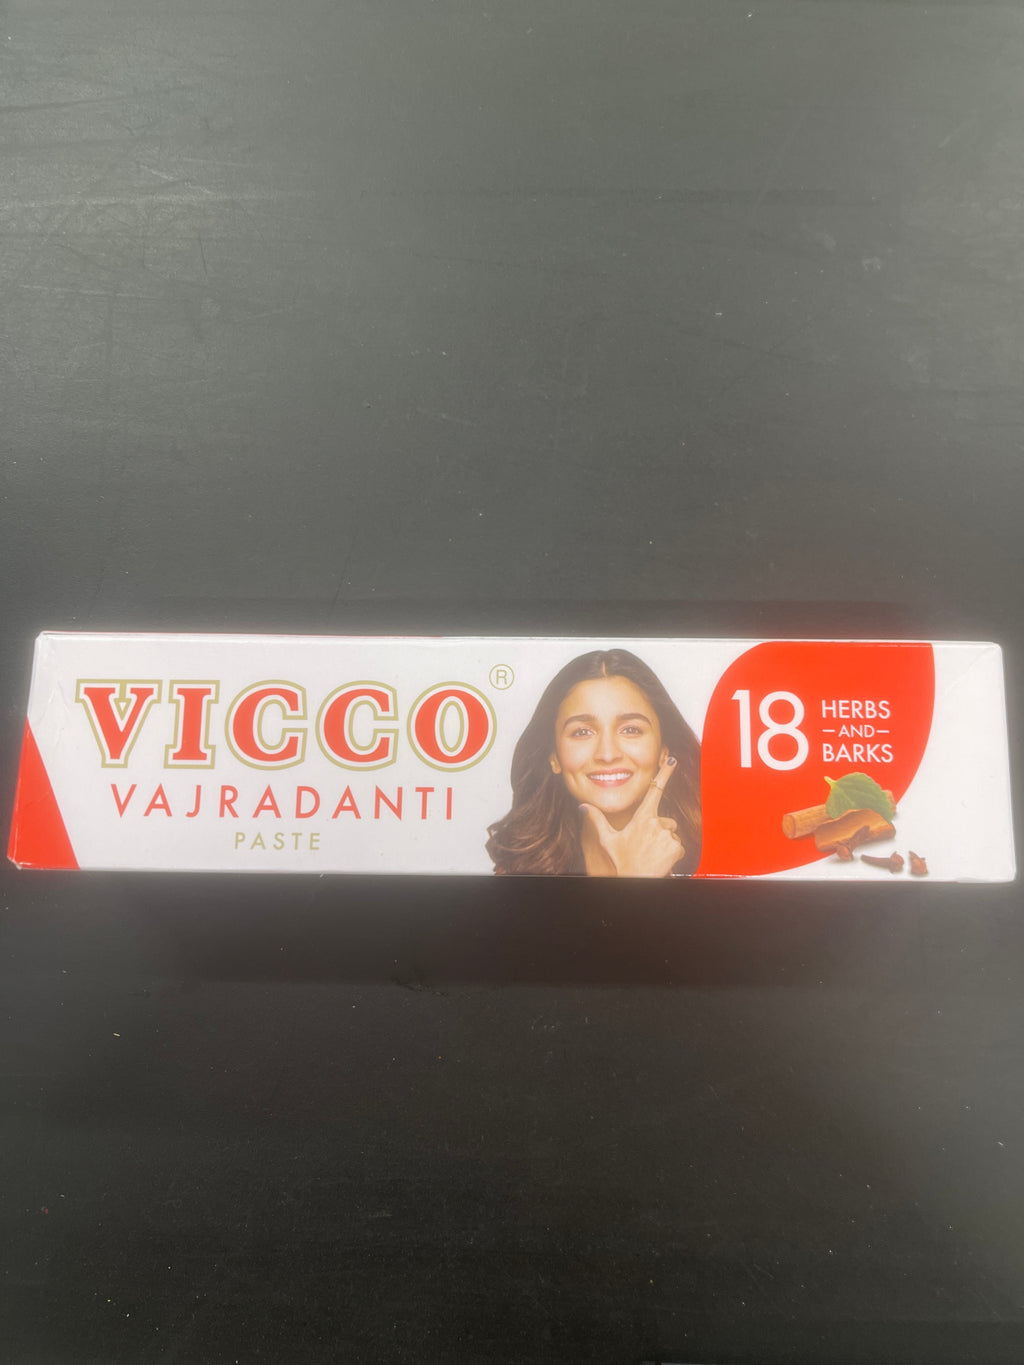 VICCO®
VAJRADANTI
PASTE
18 HERBS
–AND–
BARKS